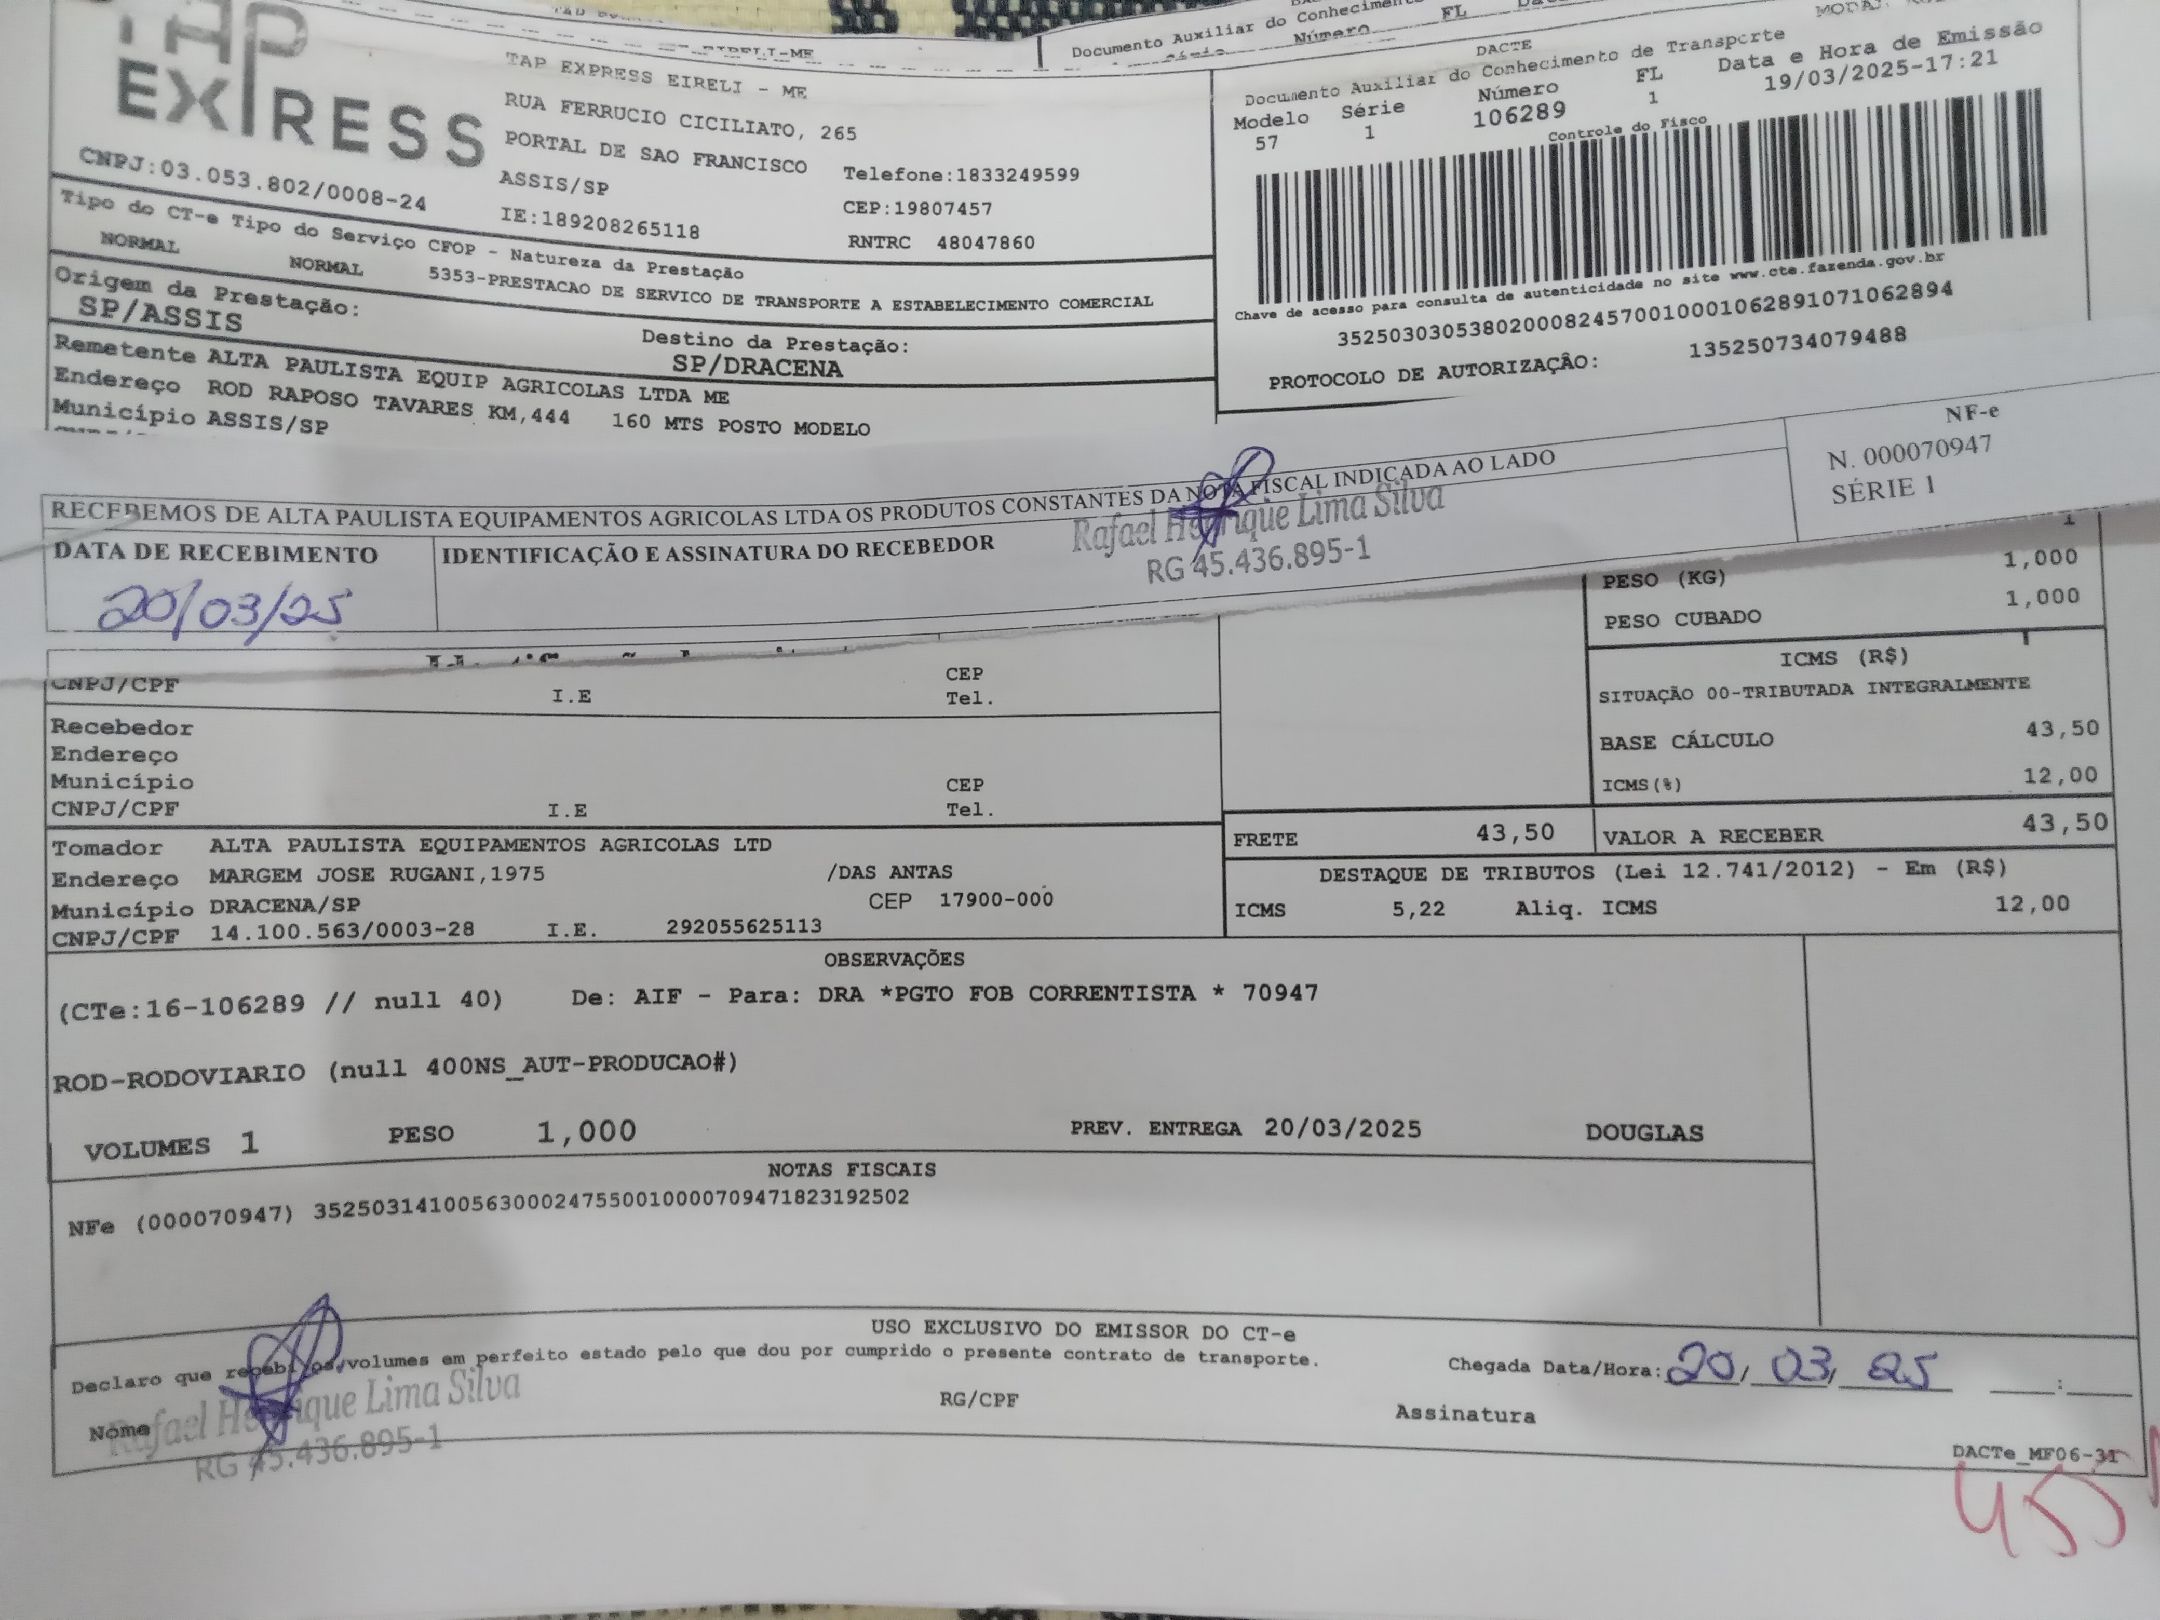 EIRELI-ME
Documento Auxiliar do Conhecimento
FL
Número
TAP
EXPRESS
CNPJ:03.053.802/0008-24
TAP EXPRESS EIRELI - ME
RUA FERRUCIO CICILIATO, 265
PORTAL DE SAO FRANCISCO
Telefone:1833249599
ASSIS/SP
CEP:19807457
IE:189208265118
RNTRC 48047860
DACTE
Documento Auxiliar do Conhecimento de Transporte
Modelo Série Número FL Data e Hora de Emissão
57 1 106289 1 19/03/2025-17:21
Controle do Fisco
Chave de acesso para consulta de autenticidade no site www.cte.fazenda.gov.br
35250303053802000824570010001062891071062894
PROTOCOLO DE AUTORIZAÇÃO: 135250734079488
Tipo do CT-e Tipo do Serviço CFOP - Natureza da Prestação
NORMAL NORMAL 5353-PRESTACAO DE SERVICO DE TRANSPORTE A ESTABELECIMENTO COMERCIAL
Origem da Prestação:
SP/ASSIS
Destino da Prestação:
SP/DRACENA
Remetente ALTA PAULISTA EQUIP AGRICOLAS LTDA ME
Endereço ROD RAPOSO TAVARES KM,444 160 MTS POSTO MODELO
Município ASSIS/SP
NF-e
N. 000070947
SÉRIE 1
RECEBEMOS DE ALTA PAULISTA EQUIPAMENTOS AGRICOLAS LTDA OS PRODUTOS CONSTANTES DA NOTA FISCAL INDICADA AO LADO
DATA DE RECEBIMENTO
IDENTIFICAÇÃO E ASSINATURA DO RECEBEDOR
20/03/25
Rafael Henrique Lima Silva
RG 45.436.895-1
1
PESO (KG) 1,000
PESO CUBADO 1,000
ICMS (R$)
SITUAÇÃO 00-TRIBUTADA INTEGRALMENTE
BASE CÁLCULO 43,50
ICMS(%) 12,00
CEP
CNPJ/CPF I.E Tel.
Recebedor
Endereço
Município CEP
CNPJ/CPF I.E Tel.
FRETE 43,50 VALOR A RECEBER 43,50
Tomador ALTA PAULISTA EQUIPAMENTOS AGRICOLAS LTD
Endereço MARGEM JOSE RUGANI,1975 /DAS ANTAS
Município DRACENA/SP CEP 17900-000
CNPJ/CPF 14.100.563/0003-28 I.E. 292055625113
DESTAQUE DE TRIBUTOS (Lei 12.741/2012) - Em (R$)
ICMS 5,22 Aliq. ICMS 12,00
OBSERVAÇÕES
(CTe:16-106289 // null 40) De: AIF - Para: DRA *PGTO FOB CORRENTISTA * 70947
ROD-RODOVIARIO (null 400NS_AUT-PRODUCAO#)
VOLUMES 1 PESO 1,000 PREV. ENTREGA 20/03/2025 DOUGLAS
NOTAS FISCAIS
NFe (000070947) 35250314100563000247550010000709471823192502
USO EXCLUSIVO DO EMISSOR DO CT-e
Declaro que recebi os volumes em perfeito estado pelo que dou por cumprido o presente contrato de transporte.
Chegada Data/Hora: 20/ 03/ 25 :
Nome RG/CPF Assinatura
Rafael Henrique Lima Silva
RG 45.436.895-1
DACTe_MF06-31
455